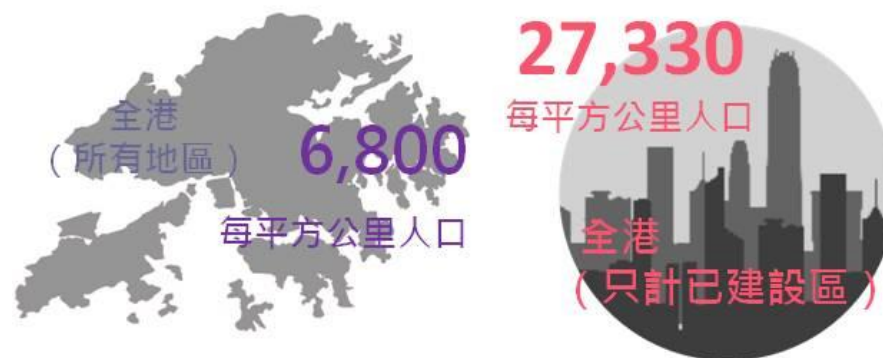 全港
（所有地區）
6,800
每平方公里人口
27,330
每平方公里人口
全港
（只計已建設區）